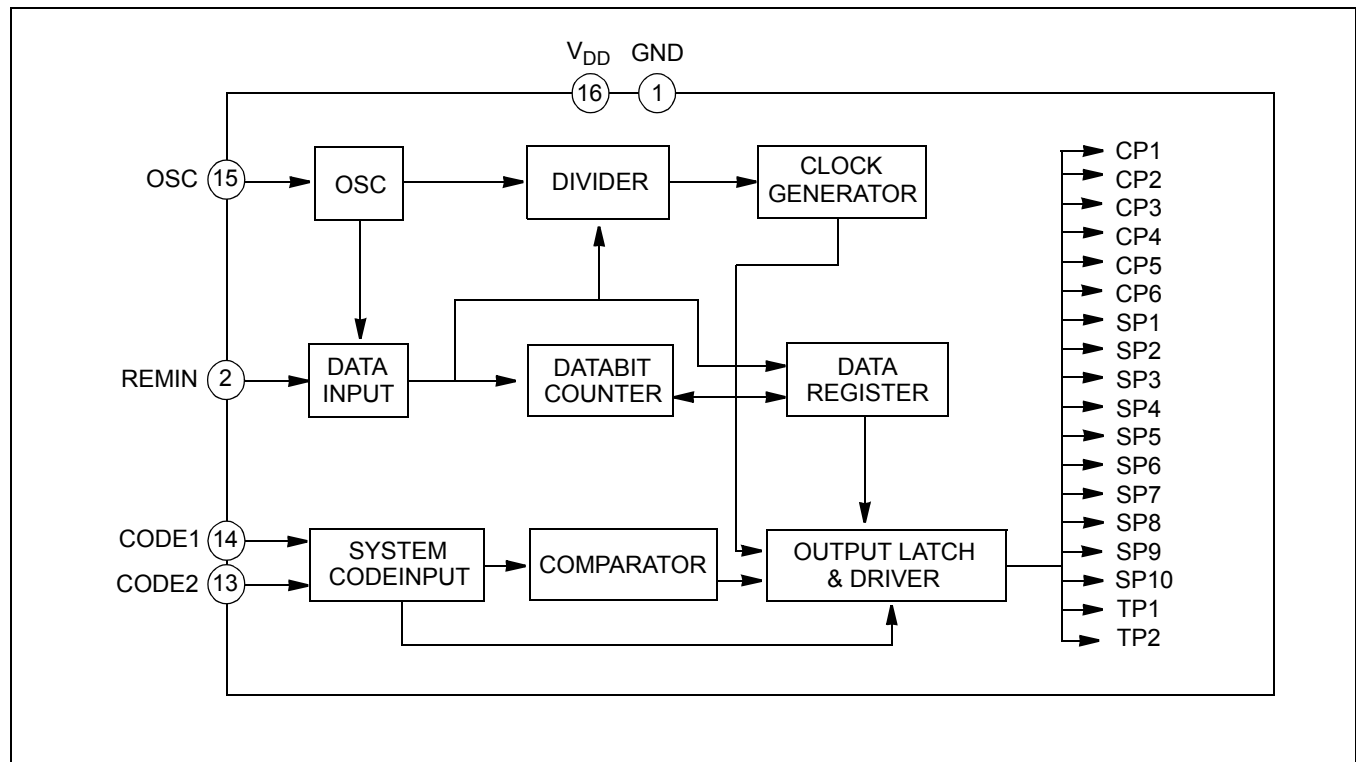 VDD GND
16 1
OSC 15
OSC
DIVIDER
CLOCK
GENERATOR
REMIN 2
DATA
INPUT
DATABIT
COUNTER
DATA
REGISTER
CODE1 14
CODE2 13
SYSTEM
CODEINPUT
COMPARATOR
OUTPUT LATCH
& DRIVER
CP1
CP2
CP3
CP4
CP5
CP6
SP1
SP2
SP3
SP4
SP5
SP6
SP7
SP8
SP9
SP10
TP1
TP2